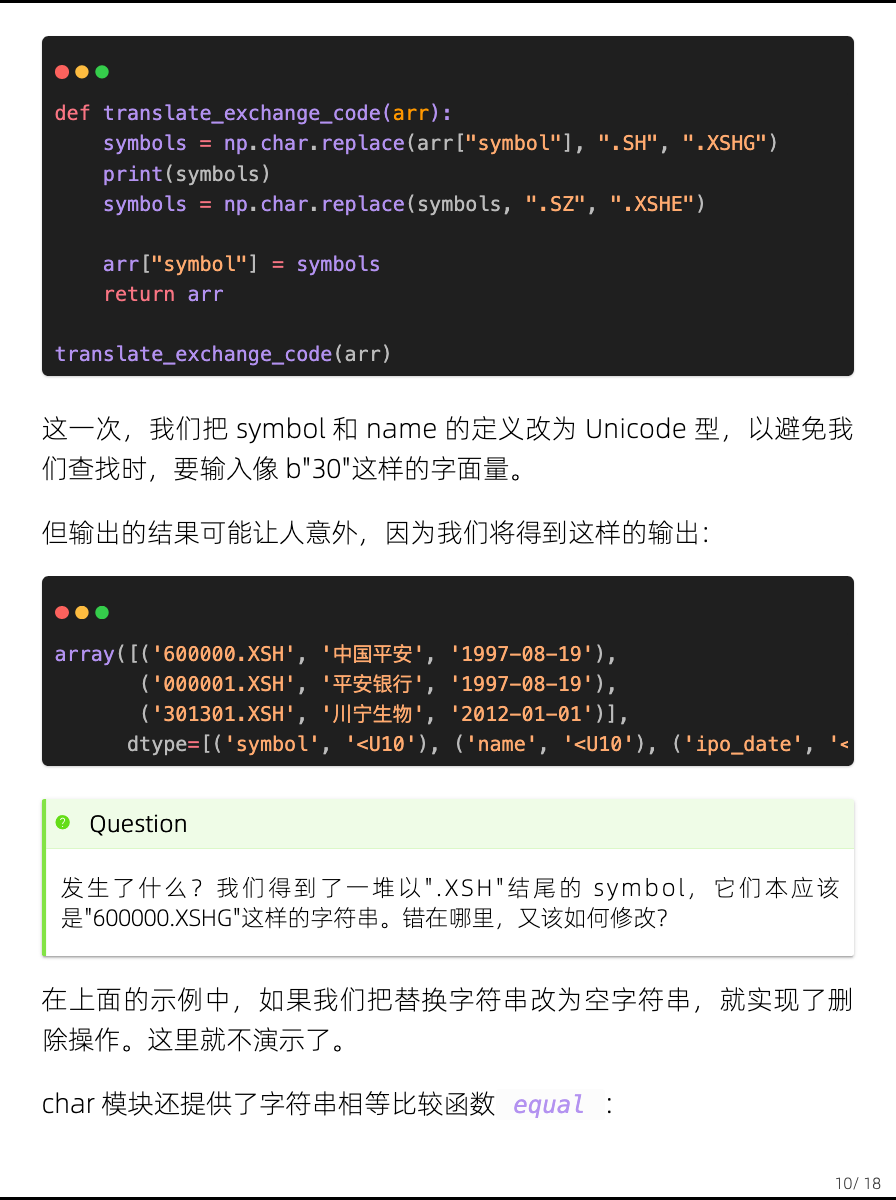 def translate_exchange_code(arr):
    symbols = np.char.replace(arr["symbol"], ".SH", ".XSHG")
    print(symbols)
    symbols = np.char.replace(symbols, ".SZ", ".XSHE")
    arr["symbol"] = symbols
    return arr
translate_exchange_code(arr)
这一次，我们把 symbol 和 name 的定义改为 Unicode 型，以避免我
们查找时，要输入像 b"30"这样的字面量。
但输出的结果可能让人意外，因为我们将得到这样的输出：
array([('600000.XSH', '中国平安', '1997-08-19'),
       ('000001.XSH', '平安银行', '1997-08-19'),
       ('301301.XSH', '川宁生物', '2012-01-01')],
      dtype=[('symbol', '<U10'), ('name', '<U10'), ('ipo_date', '<
Question
发生了什么？我们得到了一堆以".XSH"结尾的 symbol，它们本应该
是"600000.XSHG"这样的字符串。错在哪里，又该如何修改？
在上面的示例中，如果我们把替换字符串改为空字符串，就实现了删
除操作。这里就不演示了。
char 模块还提供了字符串相等比较函数 equal ：
10/ 18